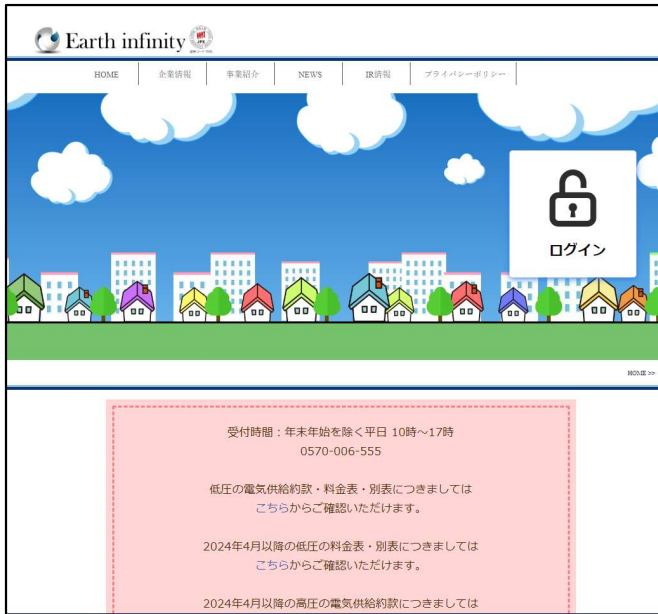 Earth infinity
JPX
HOME 企業情報 事業紹介 NEWS IR情報 プライバシーポリシー
ログイン
HOME >>
受付時間：年末年始を除く平日 10時～17時
0570-006-555
低圧の電気供給約款・料金表・別表につきましては
こちらからご確認いただけます。
2024年4月以降の低圧の料金表・別表につきましては
こちらからご確認いただけます。
2024年4月以降の高圧の電気供給約款につきましては